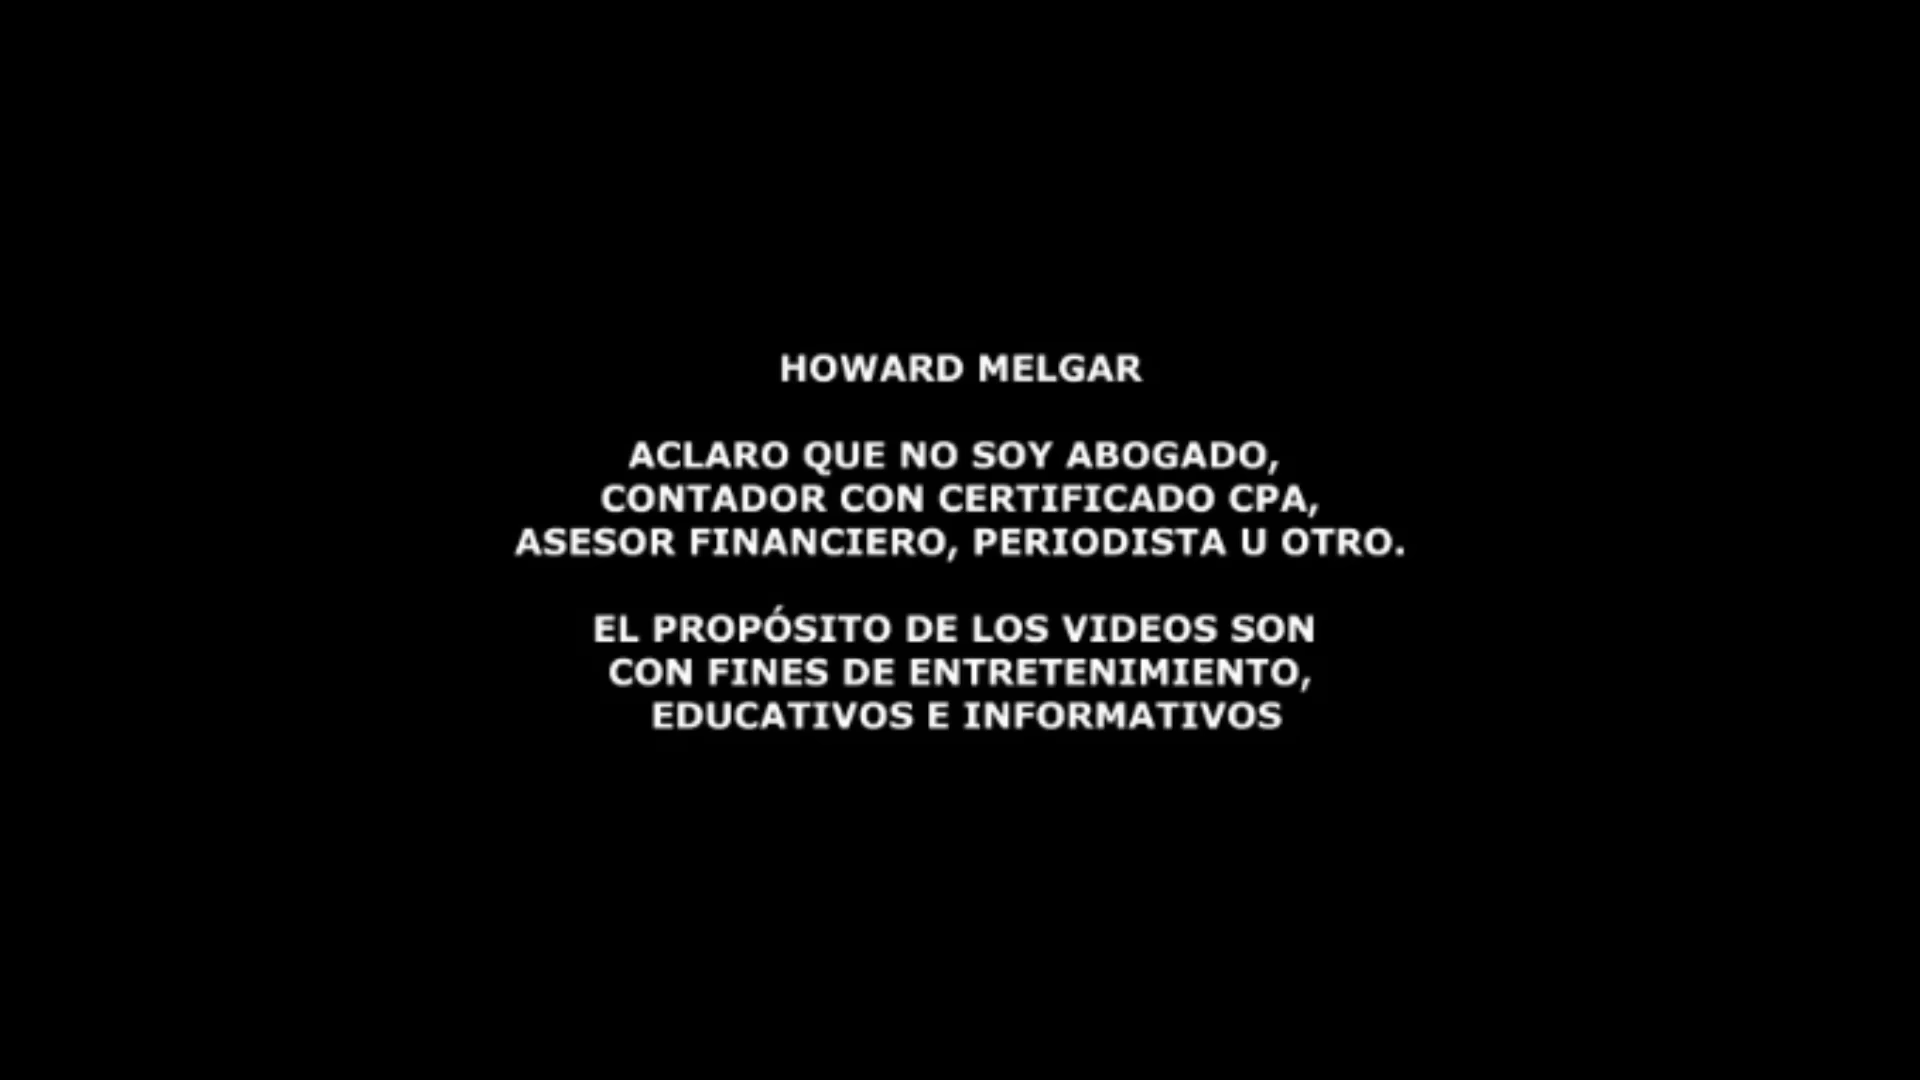 HOWARD MELGAR
ACLARO QUE NO SOY ABOGADO,
CONTADOR CON CERTIFICADO CPA,
ASESOR FINANCIERO, PERIODISTA U OTRO.
EL PROPÓSITO DE LOS VIDEOS SON
CON FINES DE ENTRETENIMIENTO,
EDUCATIVOS E INFORMATIVOS